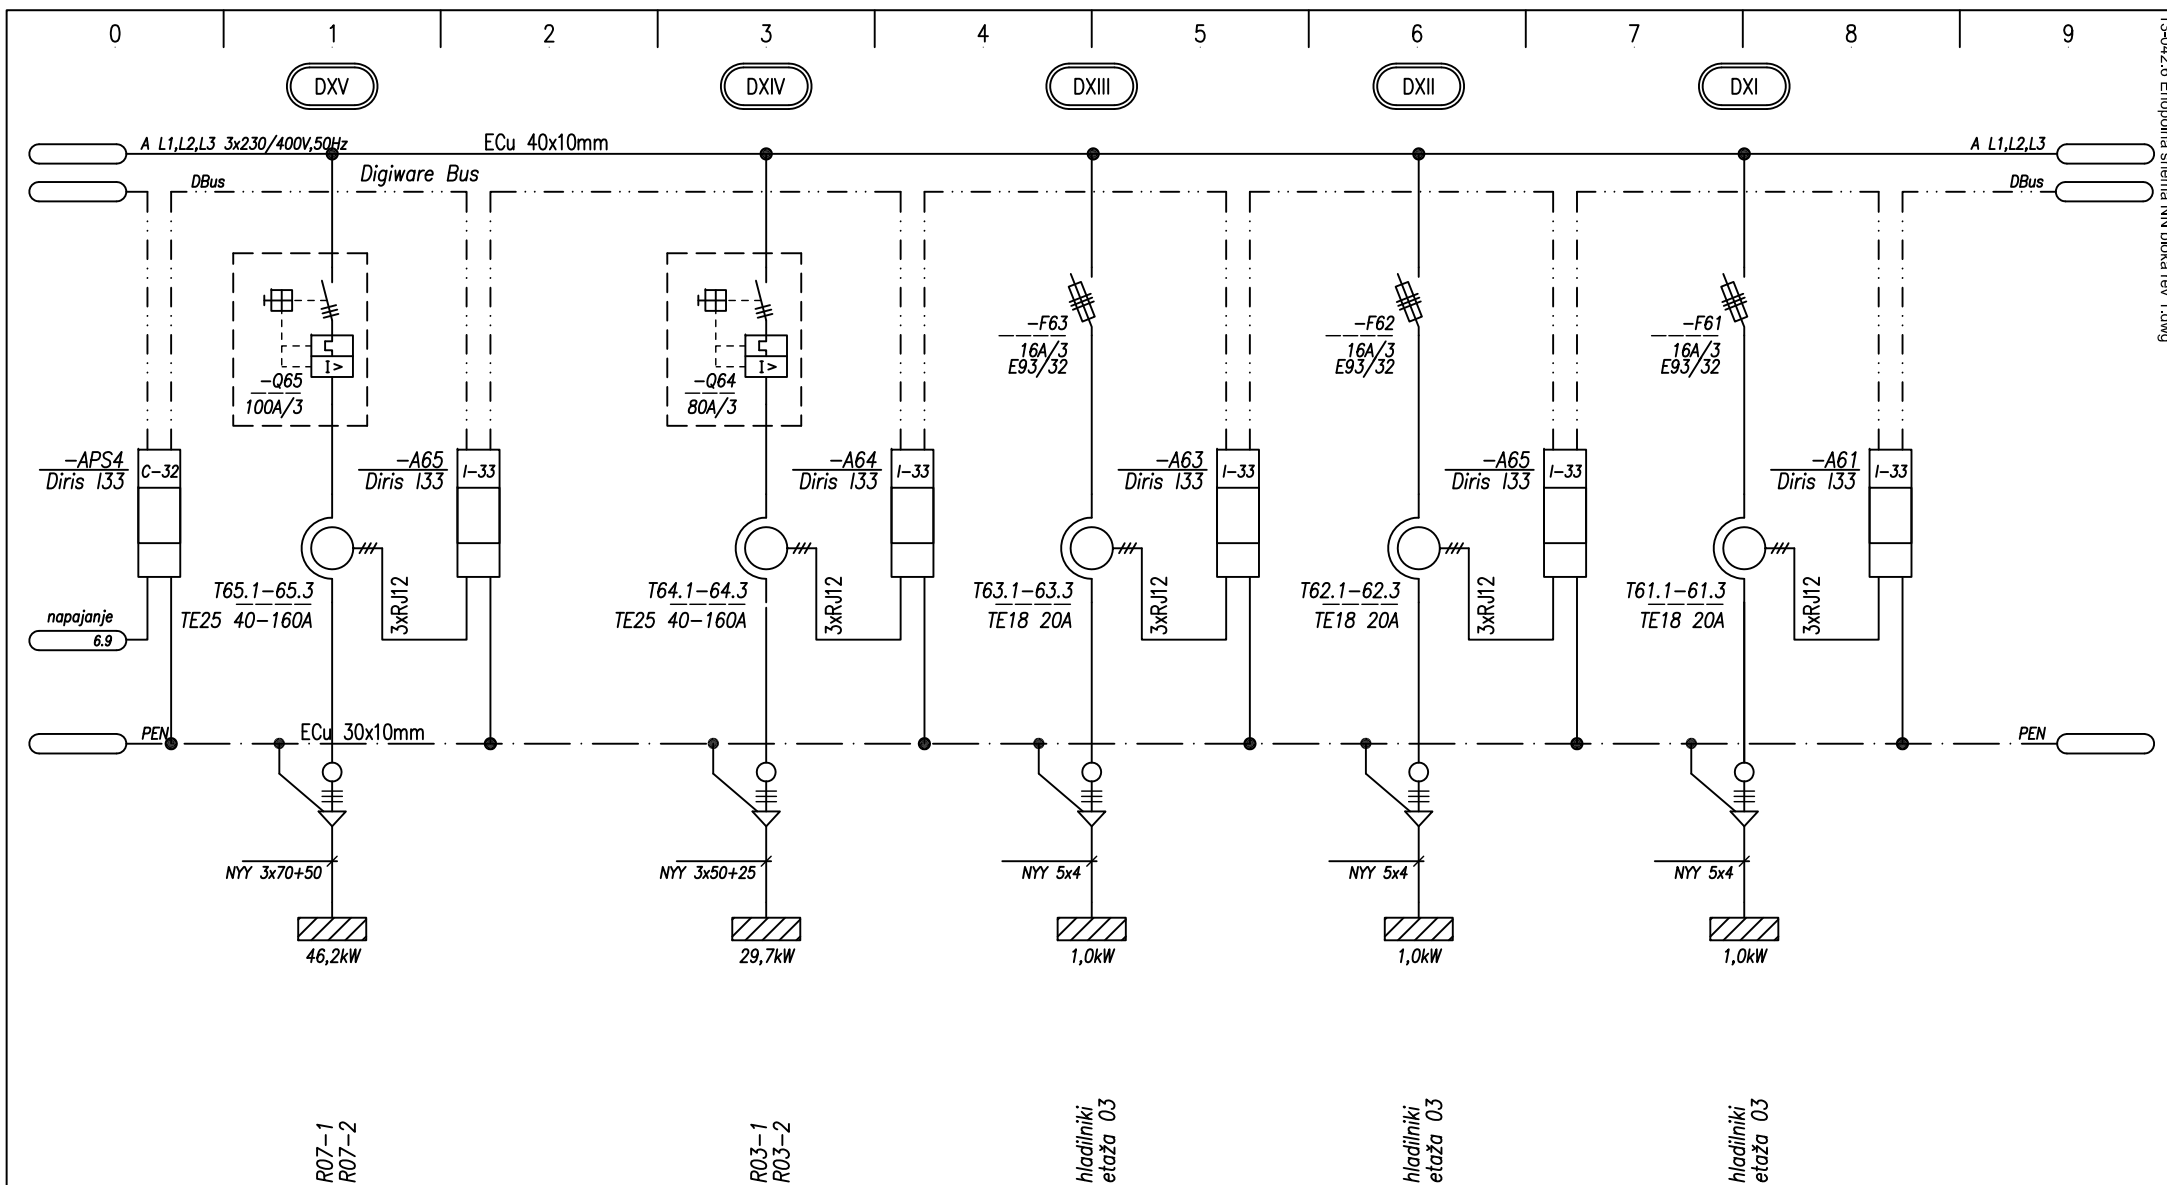 0 1 2 3 4 5 6 7 8 9
DXV DXIV DXIII DXII DXI
A L1,L2,L3 3x230/400V,50Hz
ECu 40x10mm
A L1,L2,L3
DBus
Digiware Bus
DBus
-Q65
100A/3
-Q64
80A/3
-F63
16A/3
E93/32
-F62
16A/3
E93/32
-F61
16A/3
E93/32
I>
I>
-APS4
Diris I33
C-32
-A65
Diris I33
I-33
-A64
Diris I33
I-33
-A63
Diris I33
I-33
-A65
Diris I33
I-33
-A61
Diris I33
I-33
T65.1-65.3
TE25 40-160A
3xRJ12
T64.1-64.3
TE25 40-160A
3xRJ12
T63.1-63.3
TE18 20A
3xRJ12
T62.1-62.3
TE18 20A
3xRJ12
T61.1-61.3
TE18 20A
3xRJ12
napajanje
6.9
PEN
ECu 30x10mm
PEN
NYY 3x70+50
NYY 3x50+25
NYY 5x4
NYY 5x4
NYY 5x4
46,2kW
29,7kW
1,0kW
1,0kW
1,0kW
R07-1
R07-2
R03-1
R03-2
hladilniki
etaža 03
hladilniki
etaža 03
hladilniki
etaža 03
Enopolna shema NN bloka rev 1.dwg